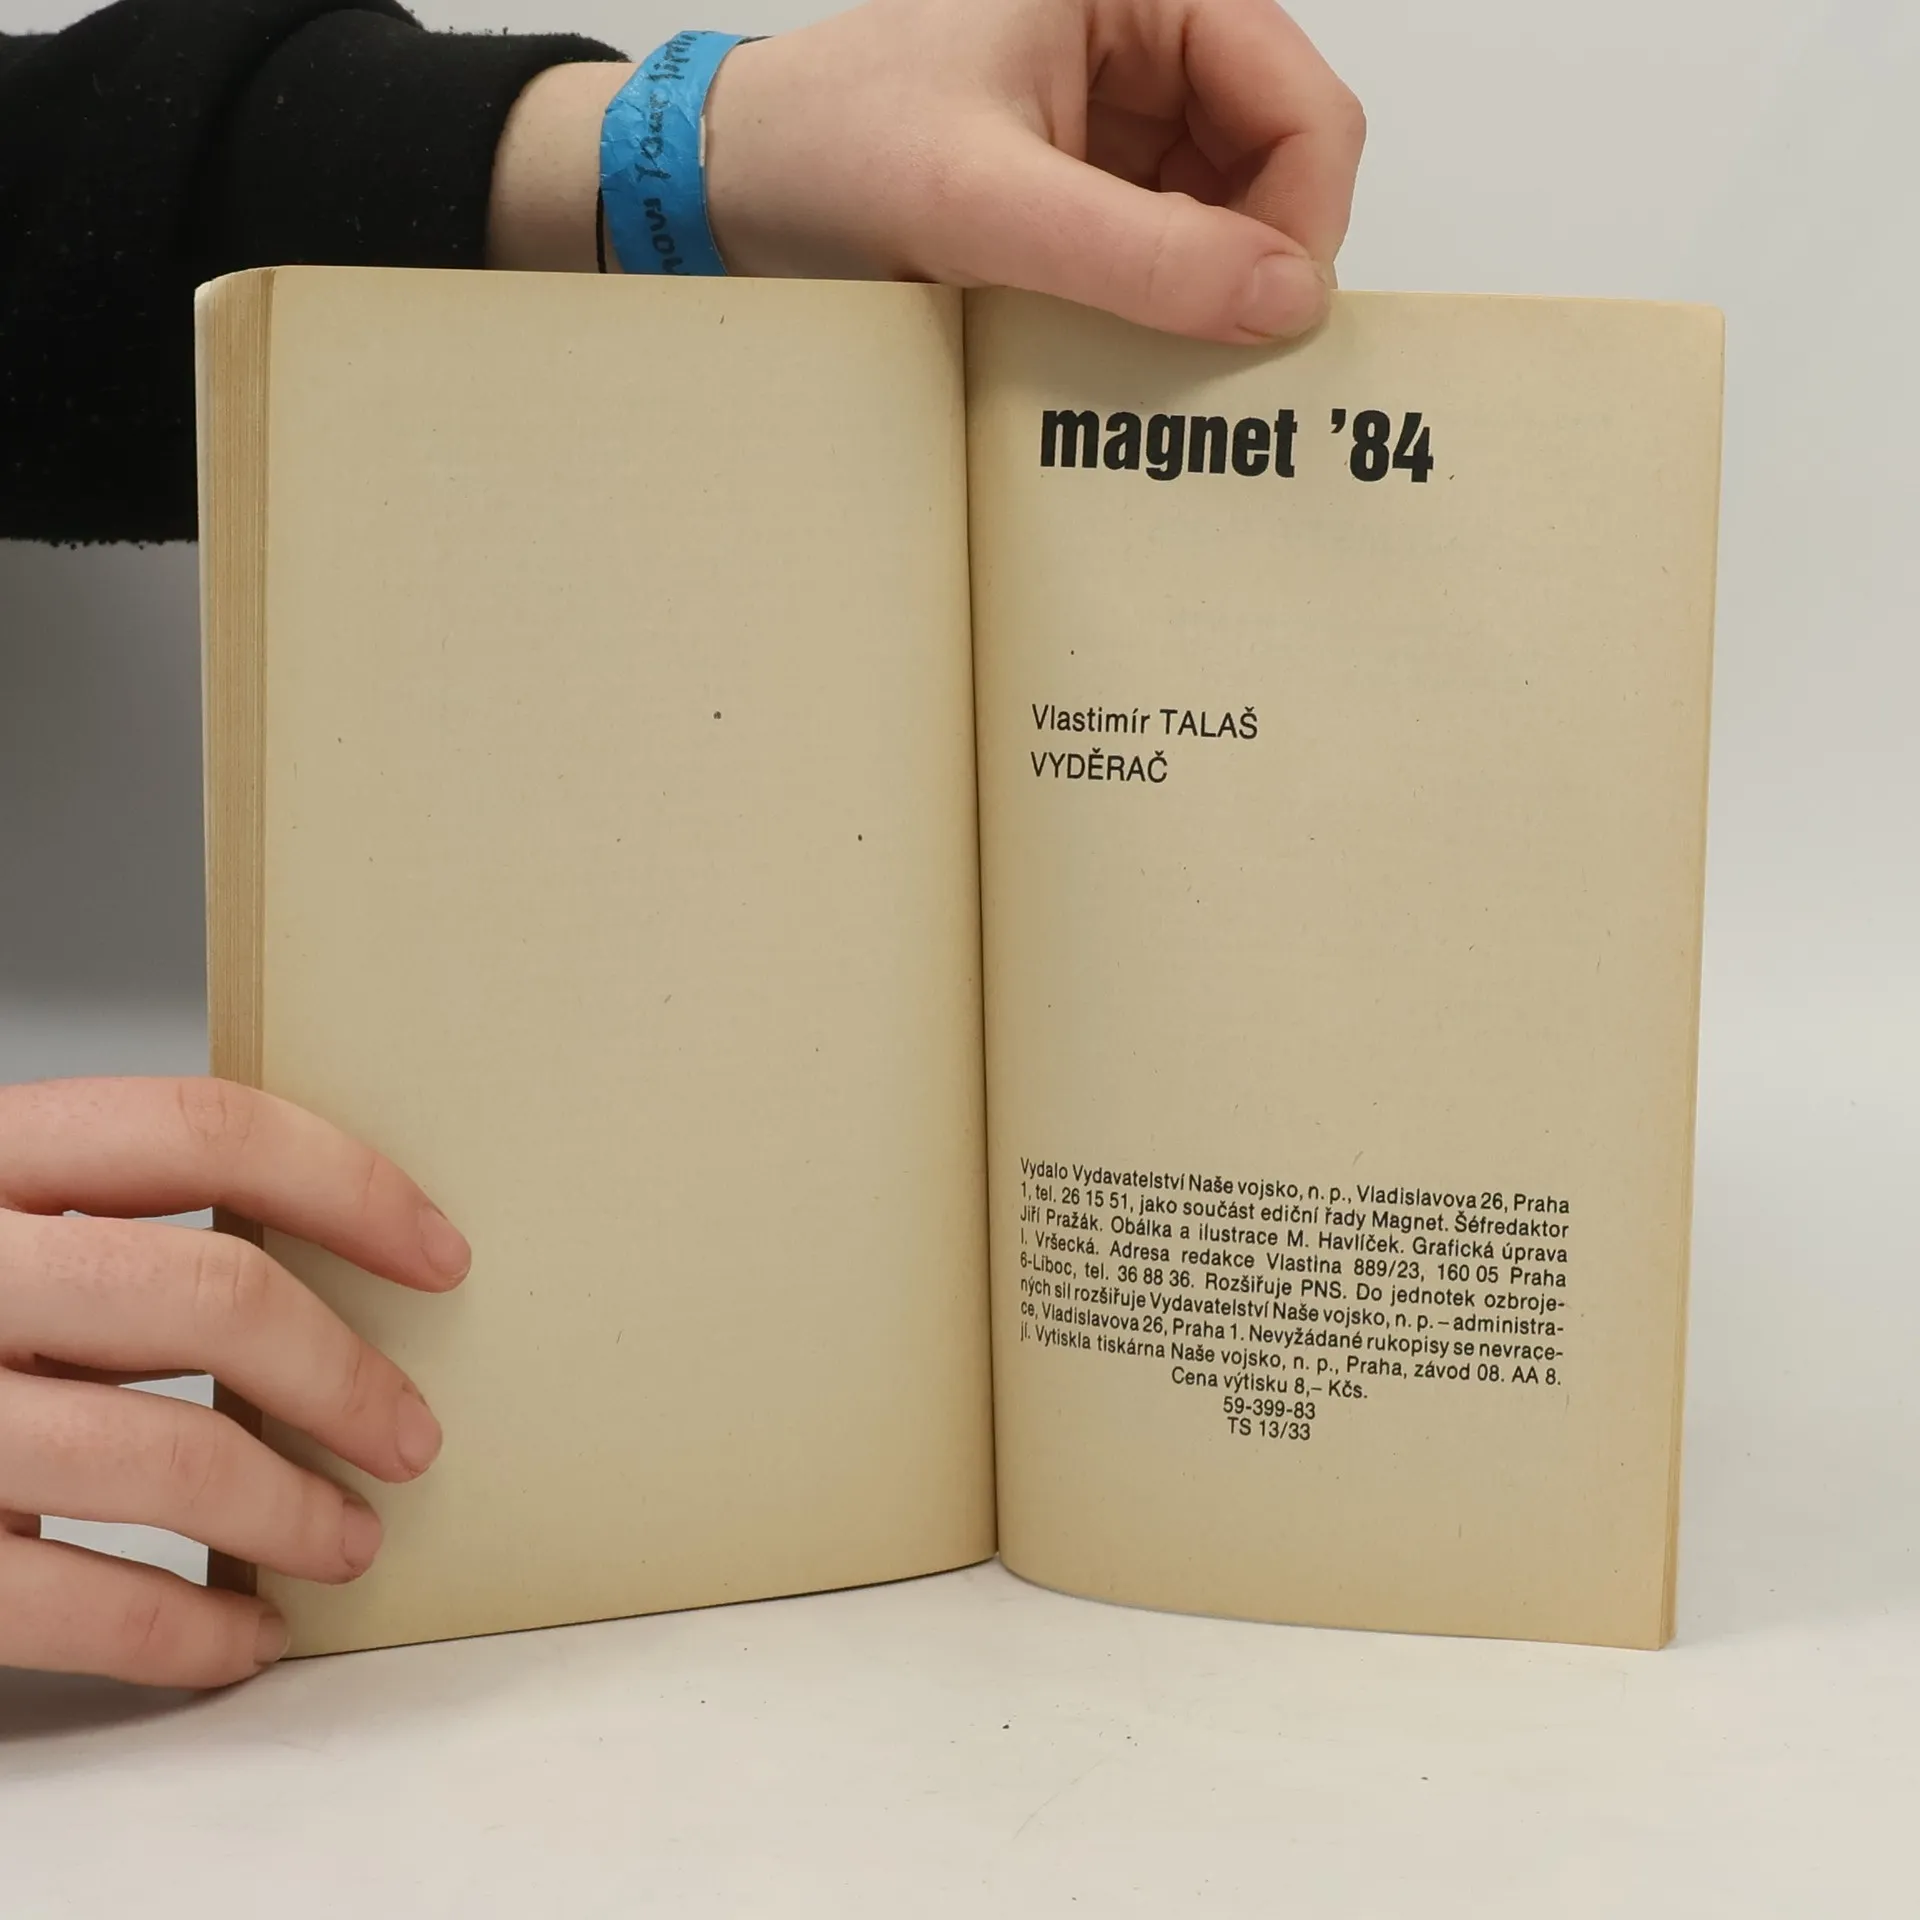 magnet ’84
Vlastimír TALAŠ
VYDĚRAČ
Vydalo Vydavatelství Naše vojsko, n. p., Vladislavova 26, Praha
1, tel. 26 15 51, jako součást ediční řady Magnet. Šéfredaktor
Jiří Pražák. Obálka a ilustrace M. Havlíček. Grafická úprava
I. Vršecká. Adresa redakce Vlastina 889/23, 160 05 Praha
6-Liboc, tel. 36 88 36. Rozšiřuje PNS. Do jednotek ozbroje-
ných sil rozšiřuje Vydavatelství Naše vojsko, n. p. – administra-
ce, Vladislavova 26, Praha 1. Nevyžádané rukopisy se nevrace-
jí. Vytiskla tiskárna Naše vojsko, n. p., Praha, závod 08. AA 8.
Cena výtisku 8,– Kčs.
59-399-83
TS 13/33